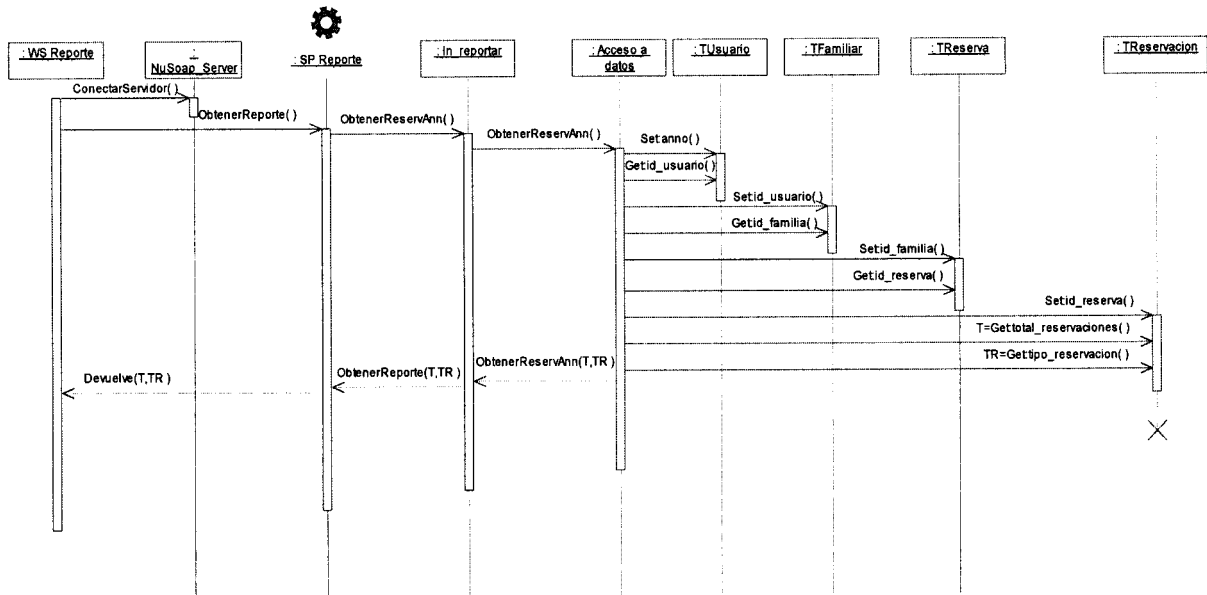 : WS Reporte
:
NuSoap_Server
: SP Reporte
: in_reportar
: Acceso a
datos
: TUsuario
: TFamiliar
: TReserva
: TReservacion
ConectarServidor( )
ObtenerReporte( )
ObtenerReservAnn( )
ObtenerReservAnn( )
Setanno( )
Getid_usuario( )
Setid_usuario( )
Getid_familia( )
Setid_familia( )
Getid_reserva( )
Setid_reserva( )
T=Gettotal_reservaciones( )
TR=Gettipo_reservacion( )
ObtenerReservAnn(T,TR )
ObtenerReporte(T,TR )
Devuelve(T,TR )